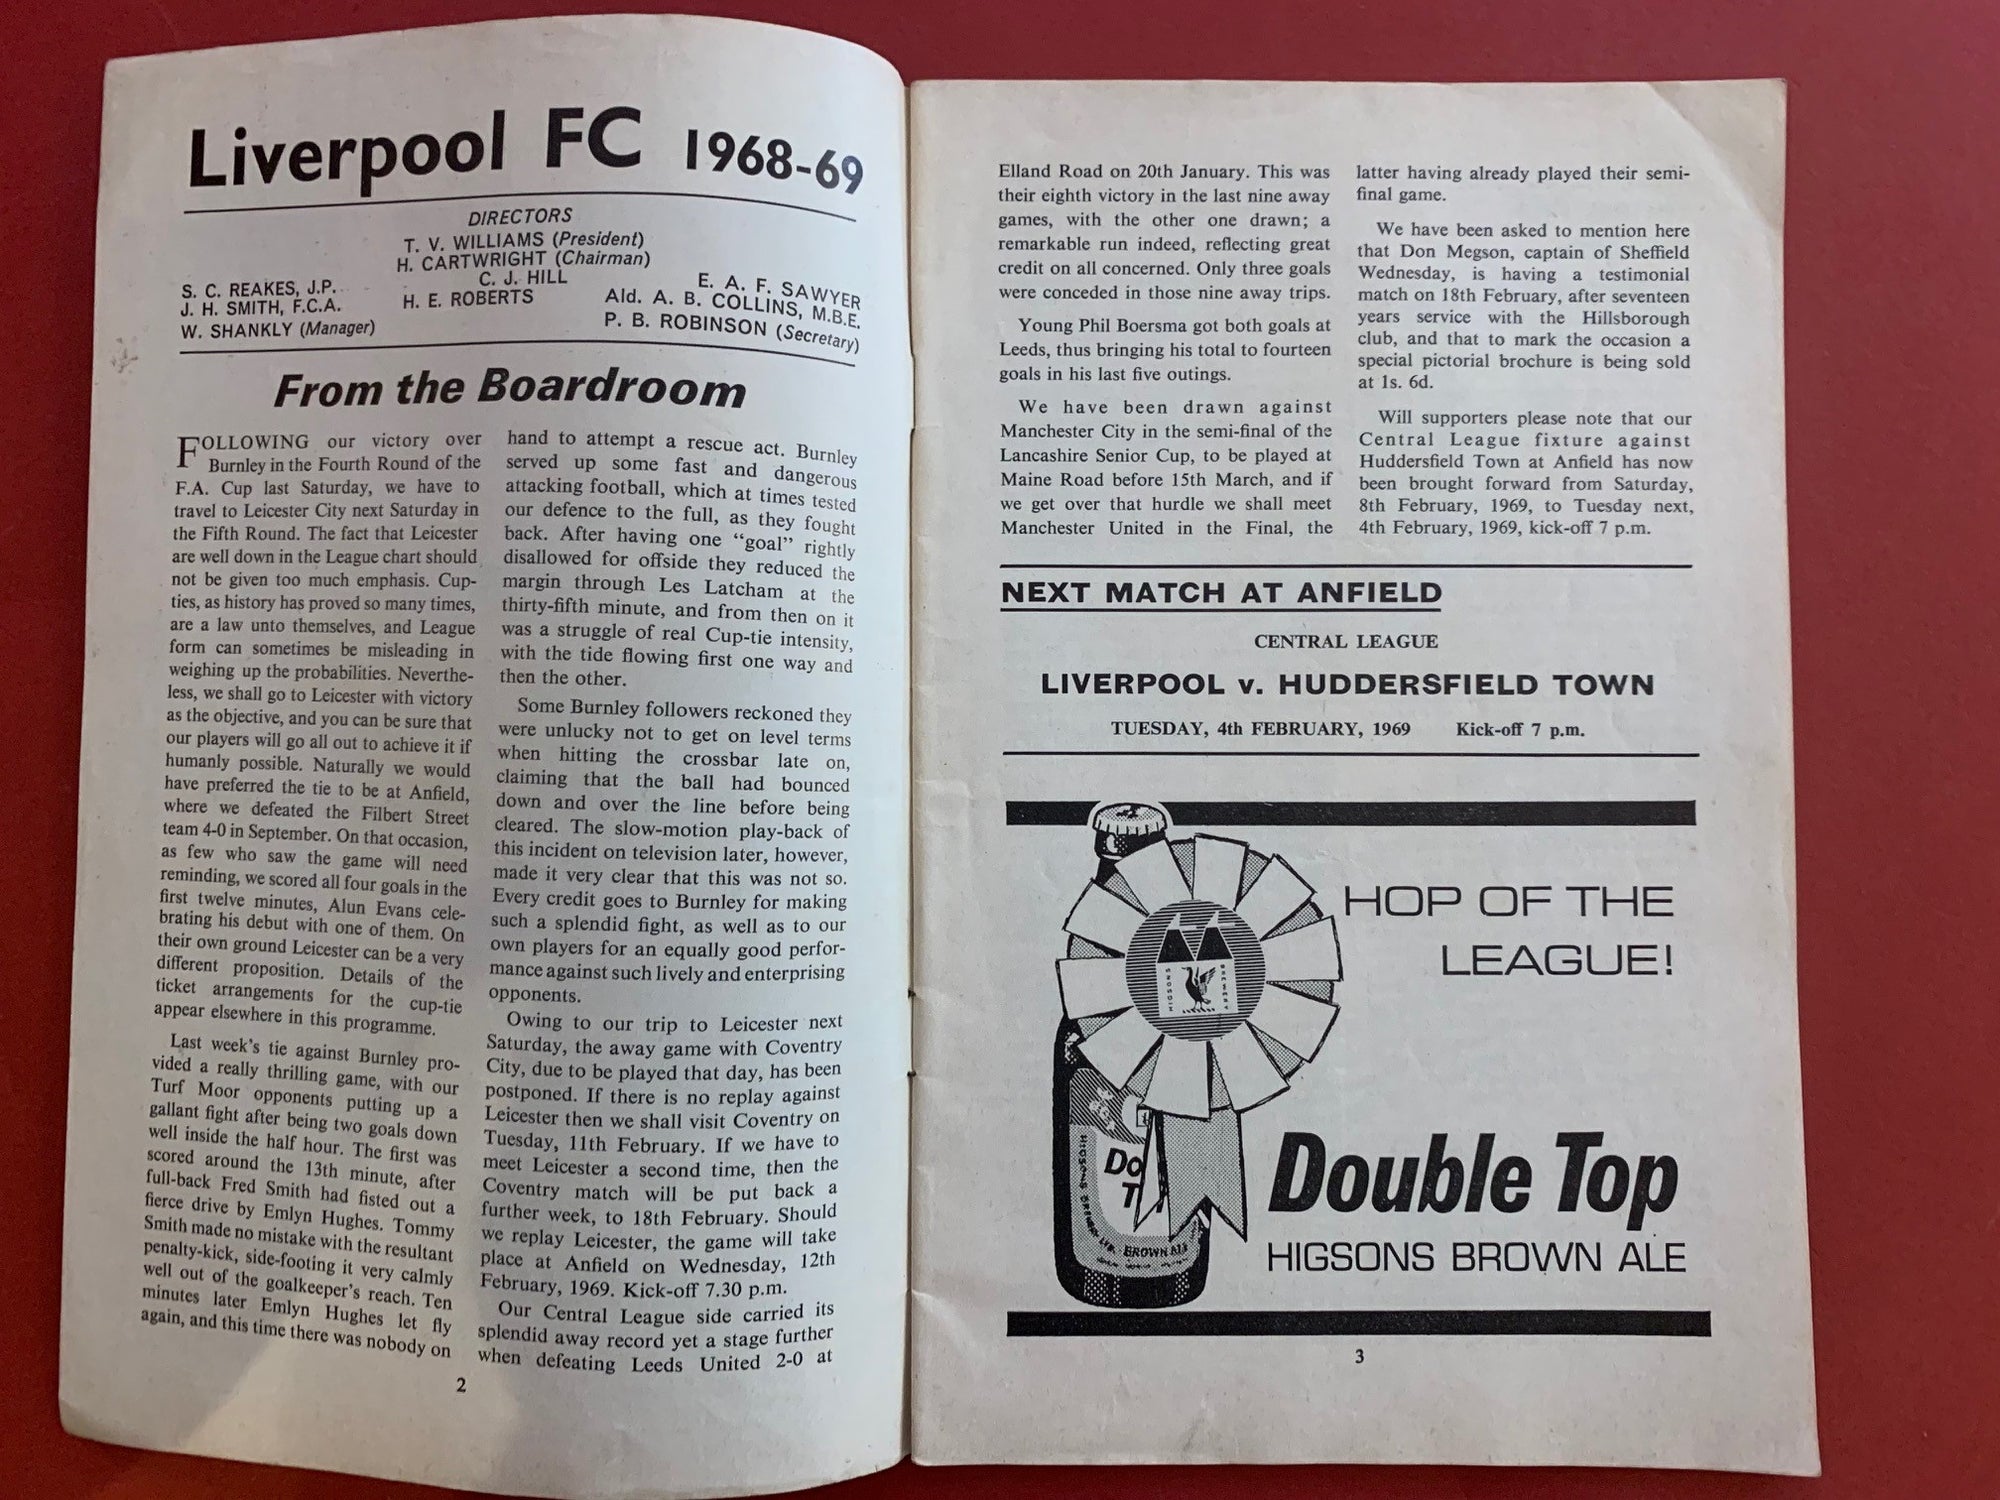 Liverpool FC 1968-69
DIRECTORS
T. V. WILLIAMS (President)
H. CARTWRIGHT (Chairman)
S. C. REAKES, J.P.
C. J. HILL
E. A. F. SAWYER
J. H. SMITH, F.C.A.
H. E. ROBERTS
Ald. A. B. COLLINS, M.B.E.
W. SHANKLY (Manager)
P. B. ROBINSON (Secretary)
From the Boardroom
FOLLOWING our victory over
Burnley in the Fourth Round of the
F.A. Cup last Saturday, we have to
travel to Leicester City next Saturday in
the Fifth Round. The fact that Leicester
are well down in the League chart should
not be given too much emphasis. Cup-
ties, as history has proved so many times,
are a law unto themselves, and League
form can sometimes be misleading in
weighing up the probabilities. Neverthe-
less, we shall go to Leicester with victory
as the objective, and you can be sure that
our players will go all out to achieve it if
humanly possible. Naturally we would
have preferred the tie to be at Anfield,
where we defeated the Filbert Street
team 4-0 in September. On that occasion,
as few who saw the game will need
reminding, we scored all four goals in the
first twelve minutes, Alun Evans cele-
brating his debut with one of them. On
their own ground Leicester can be a very
different proposition. Details of the
ticket arrangements for the cup-tie
appear elsewhere in this programme.
Last week's tie against Burnley pro-
vided a really thrilling game, with our
Turf Moor opponents putting up a
gallant fight after being two goals down
well inside the half hour. The first was
scored around the 13th minute, after
full-back Fred Smith had fisted out a
fierce drive by Emlyn Hughes. Tommy
Smith made no mistake with the resultant
penalty-kick, side-footing it very calmly
well out of the goalkeeper's reach. Ten
minutes later Emlyn Hughes let fly
again, and this time there was nobody on
hand to attempt a rescue act. Burnley
served up some fast and dangerous
attacking football, which at times tested
our defence to the full, as they fought
back. After having one "goal" rightly
disallowed for offside they reduced the
margin through Les Latcham at the
thirty-fifth minute, and from then on it
was a struggle of real Cup-tie intensity,
with the tide flowing first one way and
then the other.
Some Burnley followers reckoned they
were unlucky not to get on level terms
when hitting the crossbar late on,
claiming that the ball had bounced
down and over the line before being
cleared. The slow-motion play-back of
this incident on television later, however,
made it very clear that this was not so.
Every credit goes to Burnley for making
such a splendid fight, as well as to our
own players for an equally good perfor-
mance against such lively and enterprising
opponents.
Owing to our trip to Leicester next
Saturday, the away game with Coventry
City, due to be played that day, has been
postponed. If there is no replay against
Leicester then we shall visit Coventry on
Tuesday, 11th February. If we have to
meet Leicester a second time, then the
Coventry match will be put back a
further week, to 18th February. Should
we replay Leicester, the game will take
place at Anfield on Wednesday, 12th
February, 1969. Kick-off 7.30 p.m.
Our Central League side carried its
splendid away record yet a stage further
when defeating Leeds United 2-0 at
2
Elland Road on 20th January. This was
their eighth victory in the last nine away
games, with the other one drawn; a
remarkable run indeed, reflecting great
credit on all concerned. Only three goals
were conceded in those nine away trips.
Young Phil Boersma got both goals at
Leeds, thus bringing his total to fourteen
goals in his last five outings.
We have been drawn against
Manchester City in the semi-final of the
Lancashire Senior Cup, to be played at
Maine Road before 15th March, and if
we get over that hurdle we shall meet
Manchester United in the Final, the
latter having already played their semi-
final game.
We have been asked to mention here
that Don Megson, captain of Sheffield
Wednesday, is having a testimonial
match on 18th February, after seventeen
years service with the Hillsborough
club, and that to mark the occasion a
special pictorial brochure is being sold
at 1s. 6d.
Will supporters please note that our
Central League fixture against
Huddersfield Town at Anfield has now
been brought forward from Saturday,
8th February, 1969, to Tuesday next,
4th February, 1969, kick-off 7 p.m.
NEXT MATCH AT ANFIELD
CENTRAL LEAGUE
LIVERPOOL v. HUDDERSFIELD TOWN
TUESDAY, 4th FEBRUARY, 1969 Kick-off 7 p.m.
HOP OF THE
LEAGUE!
HIGSONS BREWERY
DO
T
BROWN ALE
Double Top
HIGSONS BROWN ALE
3